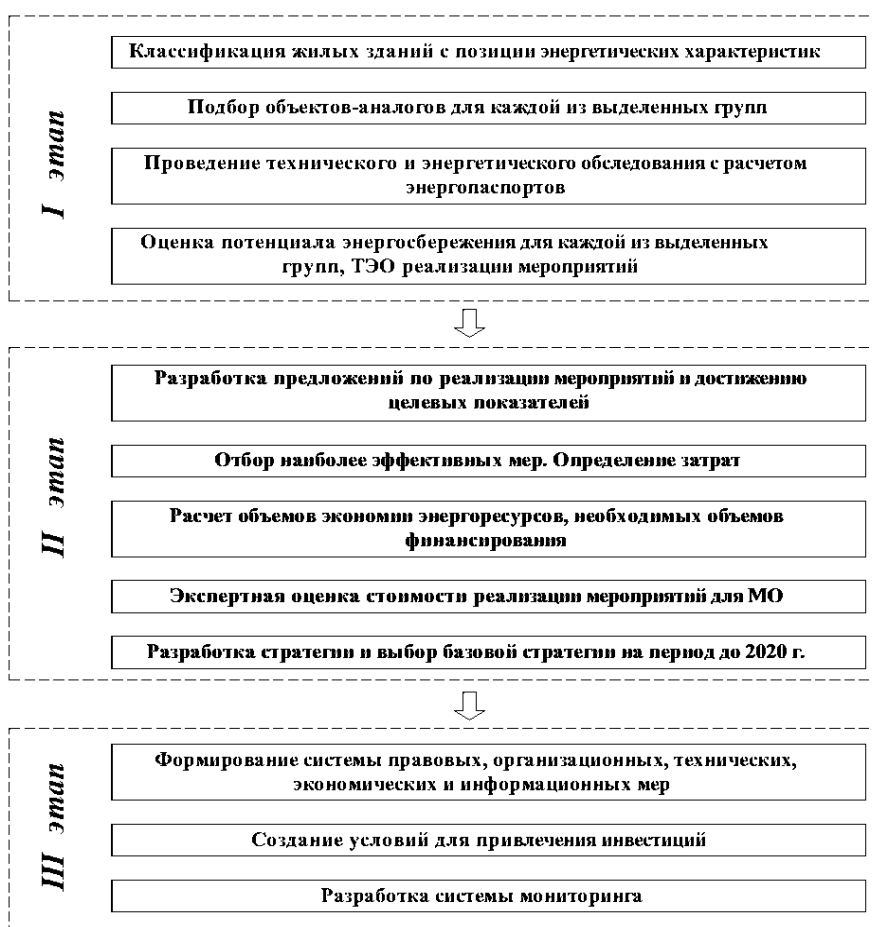 I этап
Классификация жилых зданий с позиции энергетических характеристик
Подбор объектов-аналогов для каждой из выделенных групп
Проведение технического и энергетического обследования с расчетом
энергопаспортов
Оценка потенциала энергосбережения для каждой из выделенных
групп, ТЭО реализации мероприятий
II этап
Разработка предложений по реализации мероприятий и достижению
целевых показателей
Отбор наиболее эффективных мер. Определение затрат
Расчет объемов экономии энергоресурсов, необходимых объемов
финансирования
Экспертная оценка стоимости реализации мероприятий для МО
Разработка стратегии и выбор базовой стратегии на период до 2020 г.
III этап
Формирование системы правовых, организационных, технических,
экономических и информационных мер
Создание условий для привлечения инвестиций
Разработка системы мониторинга